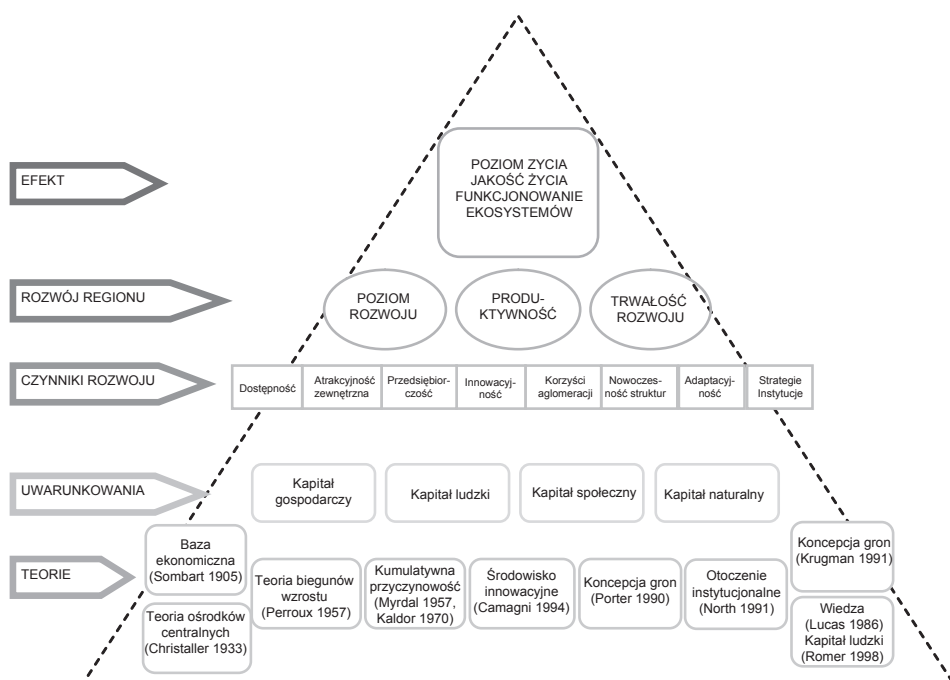 EFEKT
POZIOM ZYCIA
JAKOŚĆ ŻYCIA
FUNKCJONOWANIE
EKOSYSTEMÓW
ROZWÓJ REGIONU
POZIOM
ROZWOJU
PRODU-
KTYWNOŚĆ
TRWAŁOŚĆ
ROZWOJU
CZYNNIKI ROZWOJU
Dostępność
Atrakcyjność
zewnętrzna
Przedsiębior-
czość
Innowacyj-
ność
Korzyści
aglomeracji
Nowoczes-
ność struktur
Adaptacyj-
ność
Strategie
Instytucje
UWARUNKOWANIA
Kapitał
gospodarczy
Kapitał ludzki
Kapitał społeczny
Kapitał naturalny
TEORIE
Baza
ekonomiczna
(Sombart 1905)
Teoria ośrodków
centralnych
(Christaller 1933)
Teoria biegunów
wzrostu
(Perroux 1957)
Kumulatywna
przyczynowość
(Myrdal 1957,
Kaldor 1970)
Środowisko
innowacyjne
(Camagni 1994)
Koncepcja gron
(Porter 1990)
Otoczenie
instytucjonalne
(North 1991)
Koncepcja gron
(Krugman 1991)
Wiedza
(Lucas 1986)
Kapitał ludzki
(Romer 1998)